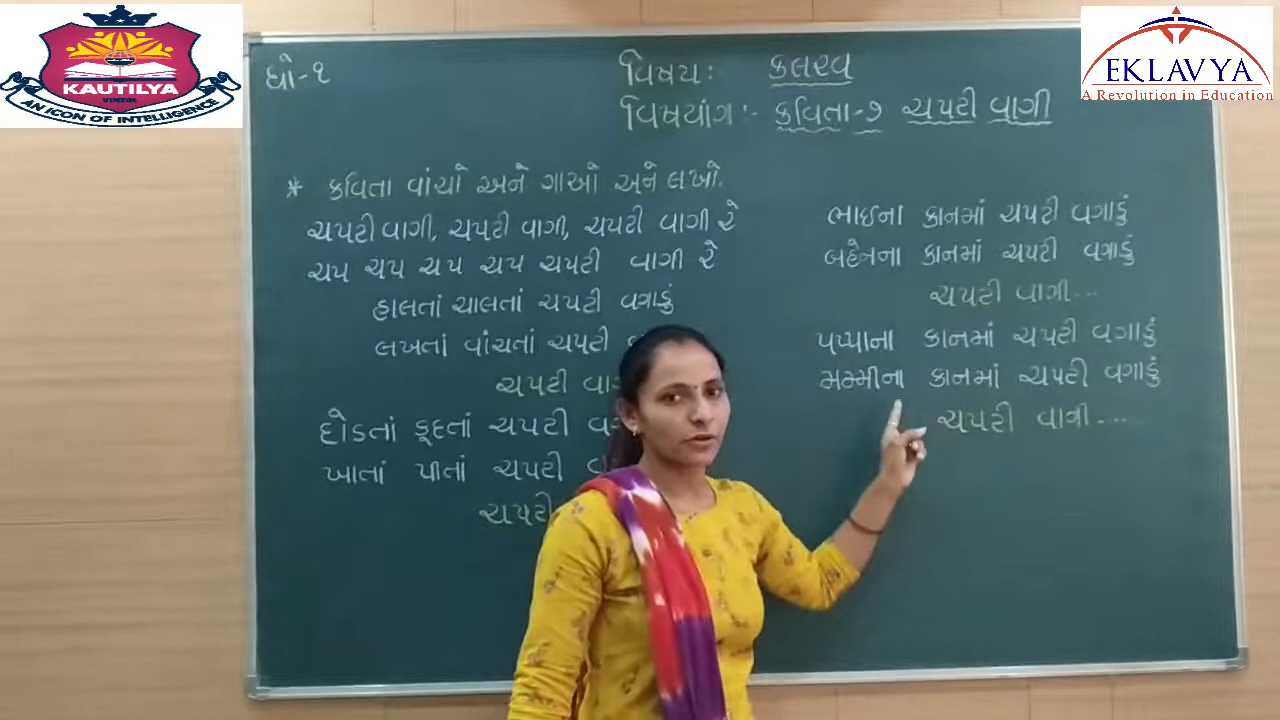 KAUTILYA
VIRTUAL
AN ICON OF INTELLIGENCE
EKLAVYA
A Revolution in Education
ધો-૧
વિષય:- કલરવ
વિષયાંગ:- કવિતા-૭ ચપટી વાગી
* કવિતા વાંચો અને ગાઓ અને લખો.
ચપટી વાગી, ચપટી વાગી, ચપટી વાગી રે
ચપ ચપ ચપ ચપ ચપટી વાગી રે
હાલતાં ચાલતાં ચપટી વગાડું
લખતાં વાંચતાં ચપટી
ચપટી
દોડતાં કૂદતાં ચપટી
ખાતાં પીતાં ચપટી
ચપટી
ભાઈના કાનમાં ચપટી વગાડું
બહેનના કાનમાં ચપટી વગાડું
ચપટી વાગી...
પપ્પાના કાનમાં ચપટી વગાડું
મમ્મીના કાનમાં ચપટી વગાડું
ચપટી વાગી....